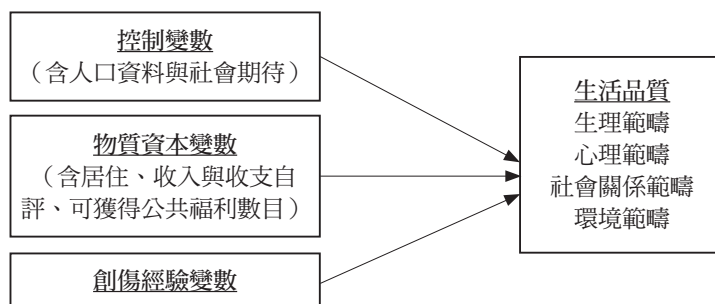 控制變數
（含人口資料與社會期待）
物質資本變數
（含居住、收入與收支自
評、可獲得公共福利數目）
創傷經驗變數
生活品質
生理範疇
心理範疇
社會關係範疇
環境範疇